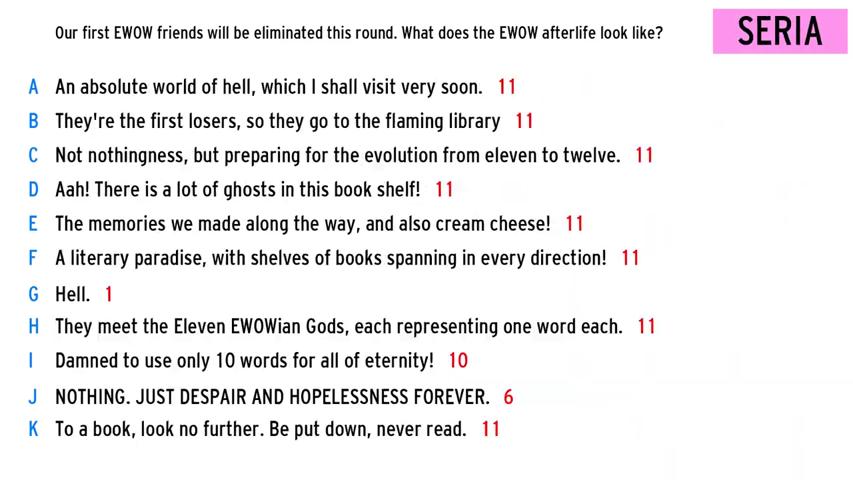 Our first EWOW friends will be eliminated this round. What does the EWOW afterlife look like?
SERIA
A An absolute world of hell, which I shall visit very soon. 11
B They're the first losers, so they go to the flaming library 11
C Not nothingness, but preparing for the evolution from eleven to twelve. 11
D Aah! There is a lot of ghosts in this book shelf! 11
E The memories we made along the way, and also cream cheese! 11
F A literary paradise, with shelves of books spanning in every direction! 11
G Hell. 1
H They meet the Eleven EWOWian Gods, each representing one word each. 11
I Damned to use only 10 words for all of eternity! 10
J NOTHING. JUST DESPAIR AND HOPELESSNESS FOREVER. 6
K To a book, look no further. Be put down, never read. 11